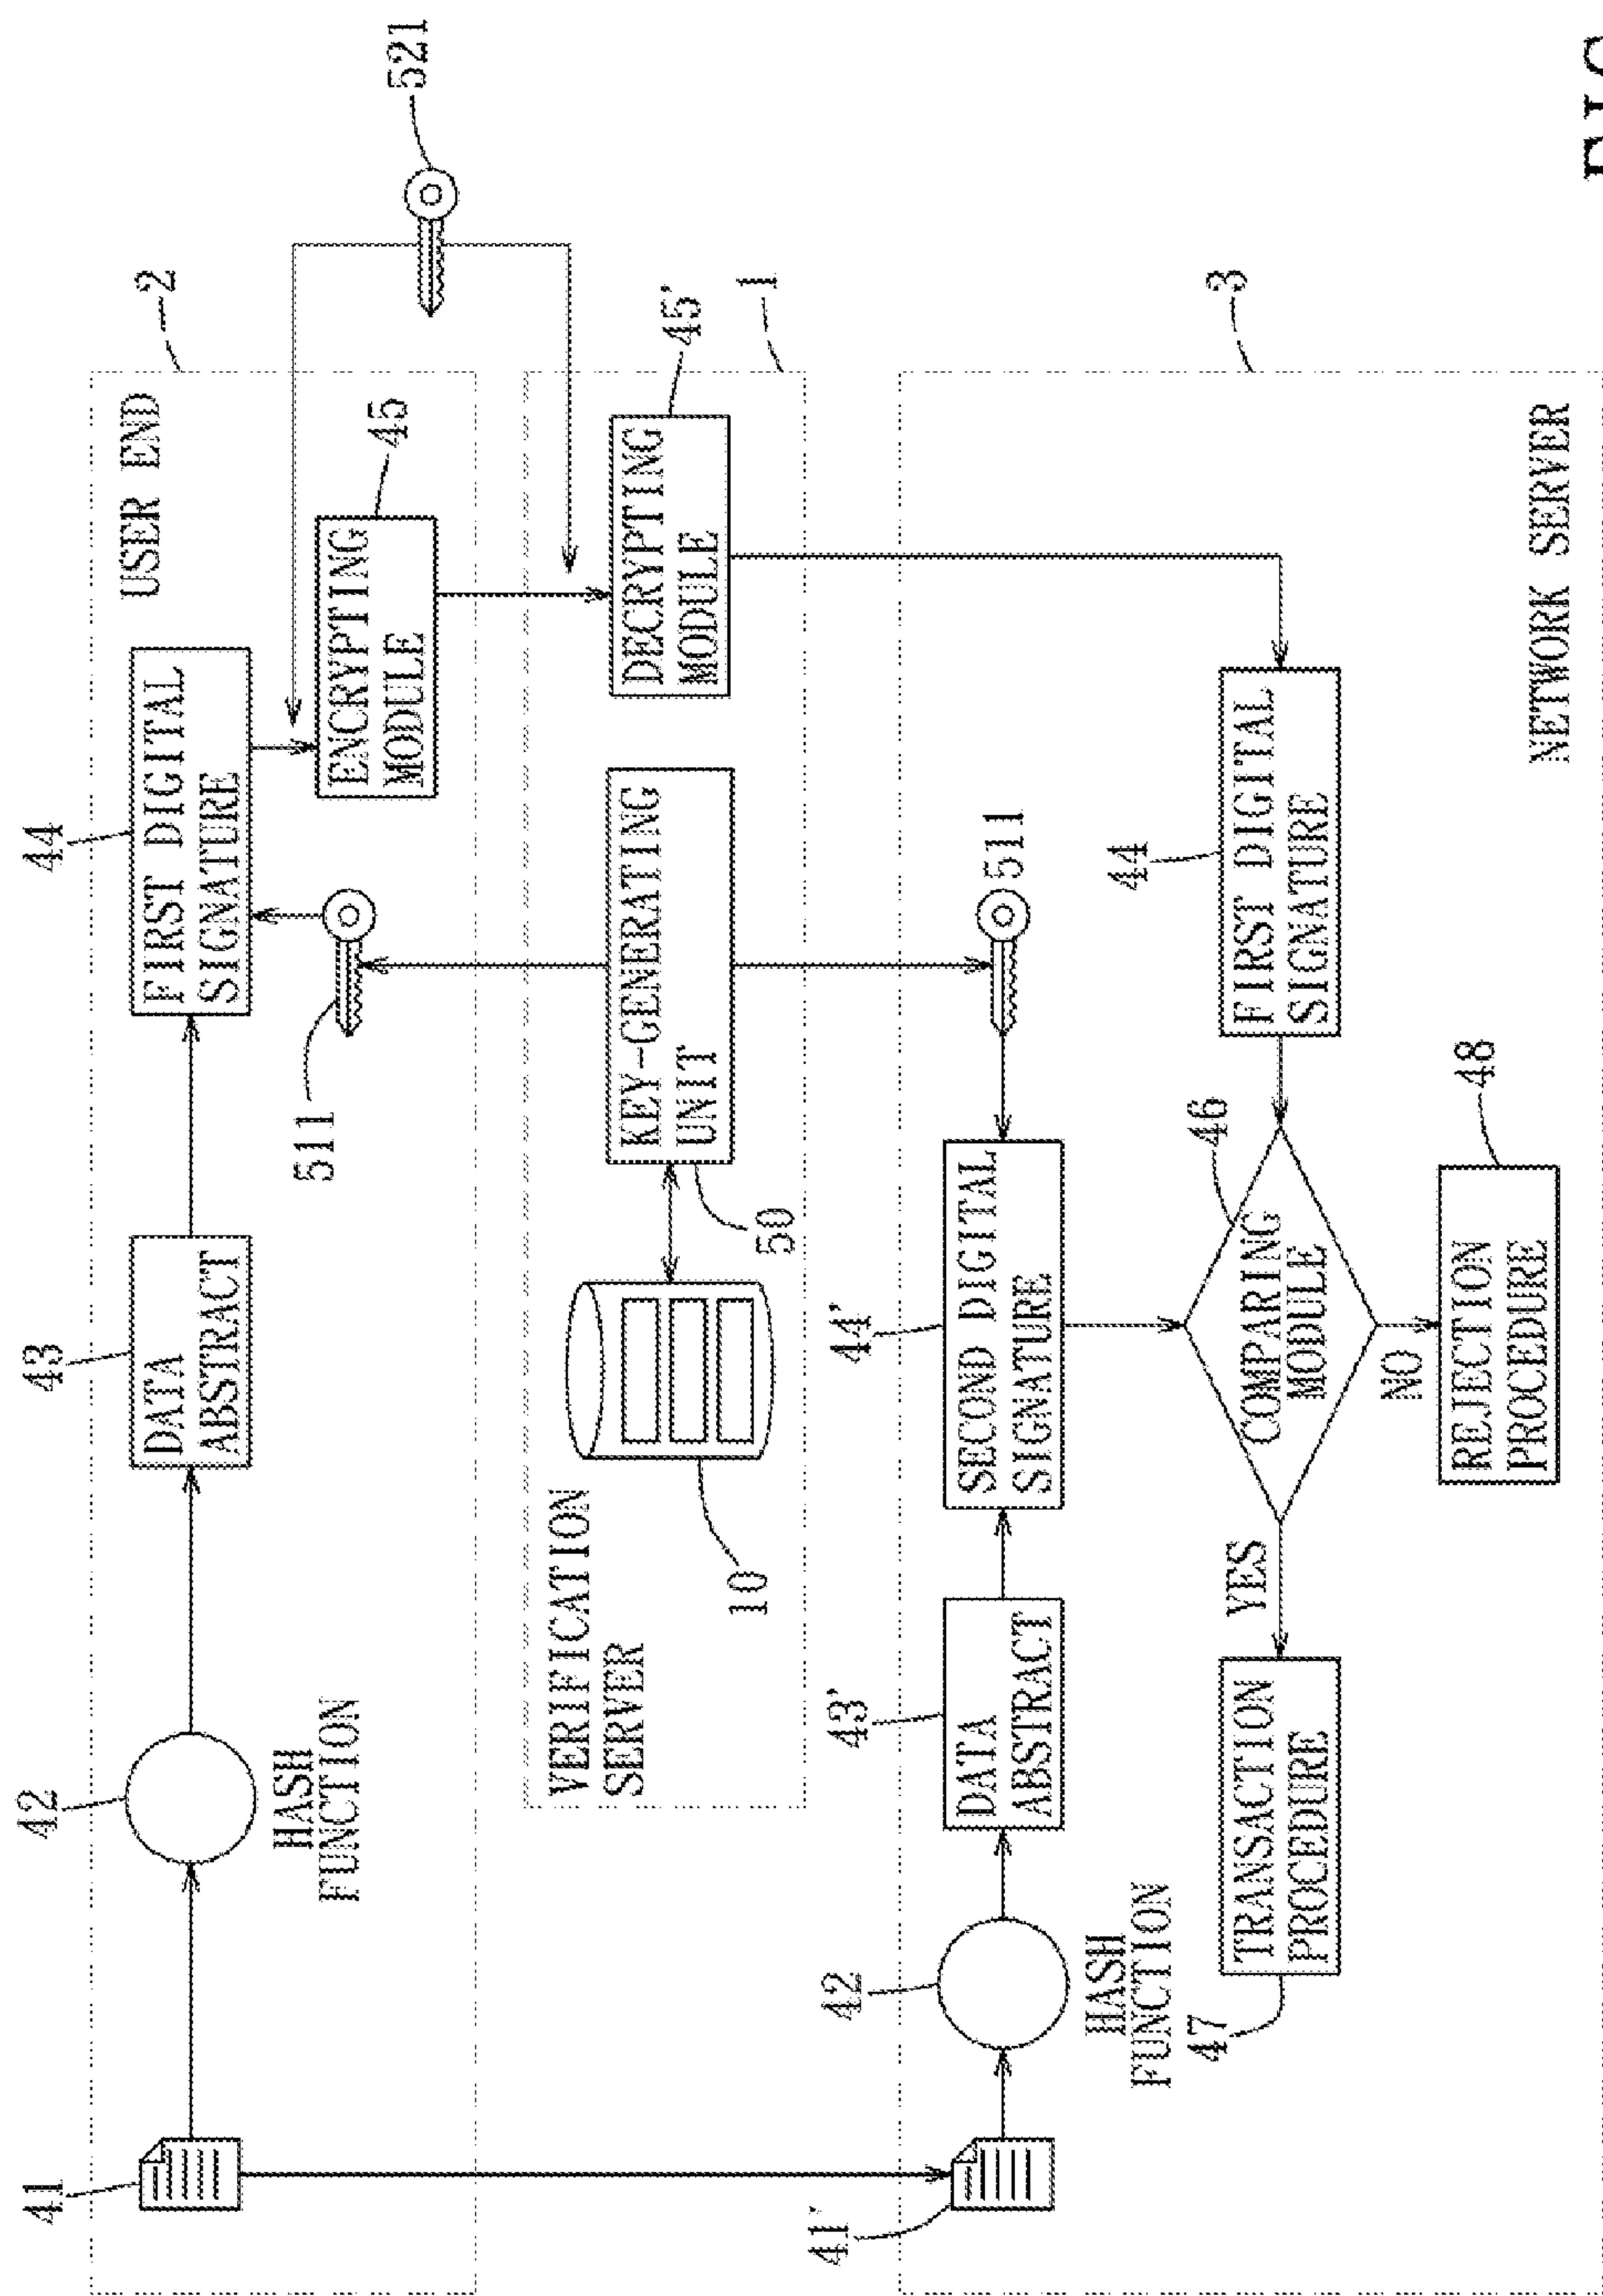 41
42
HASH
FUNCTION
43
DATA
ABSTRACT
44
FIRST DIGITAL
SIGNATURE
511
USER END
2
ENCRYPTING
MODULE
45
521
VERIFICATION
SERVER
10
50
KEY-GENERATING
UNIT
DECRYPTING
MODULE
45'
1
41'
42
HASH
FUNCTION
43'
DATA
ABSTRACT
44'
SECOND DIGITAL
SIGNATURE
511
3
47
TRANSACTION
PROCEDURE
YES
COMPARING
MODULE
46
44
FIRST DIGITAL
SIGNATURE
NO
REJECTION
PROCEDURE
48
NETWORK SERVER